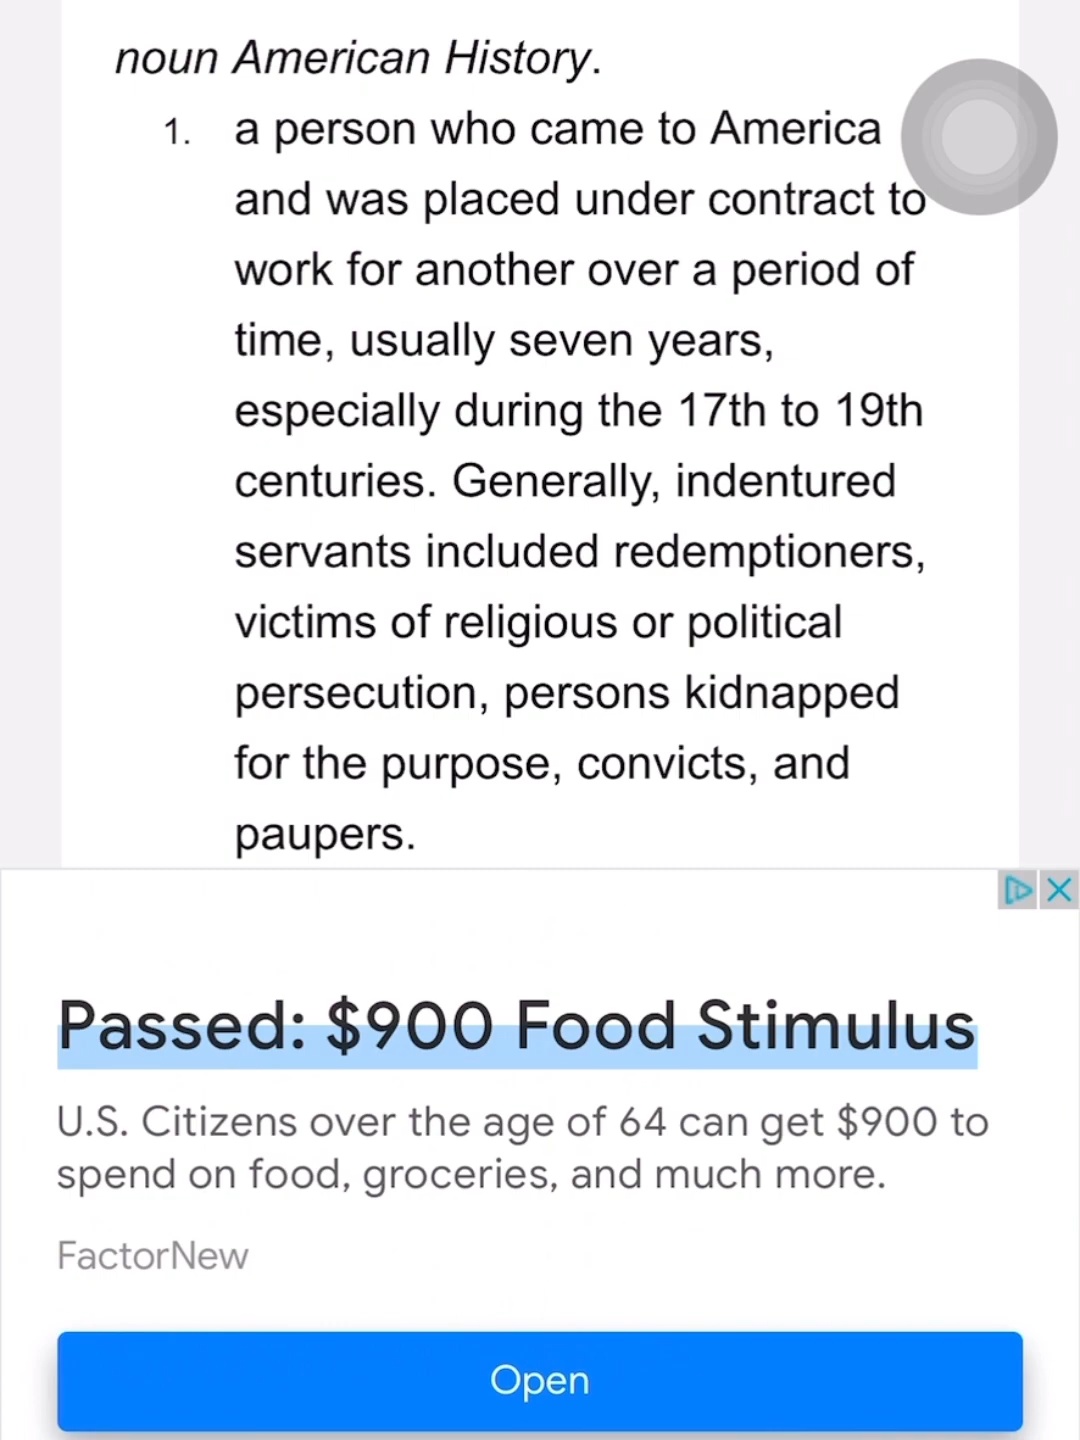 noun American History.
1. a person who came to America
and was placed under contract to
work for another over a period of
time, usually seven years,
especially during the 17th to 19th
centuries. Generally, indentured
servants included redemptioners,
victims of religious or political
persecution, persons kidnapped
for the purpose, convicts, and
paupers.
Passed: $900 Food Stimulus
U.S. Citizens over the age of 64 can get $900 to
spend on food, groceries, and much more.
FactorNew
Open